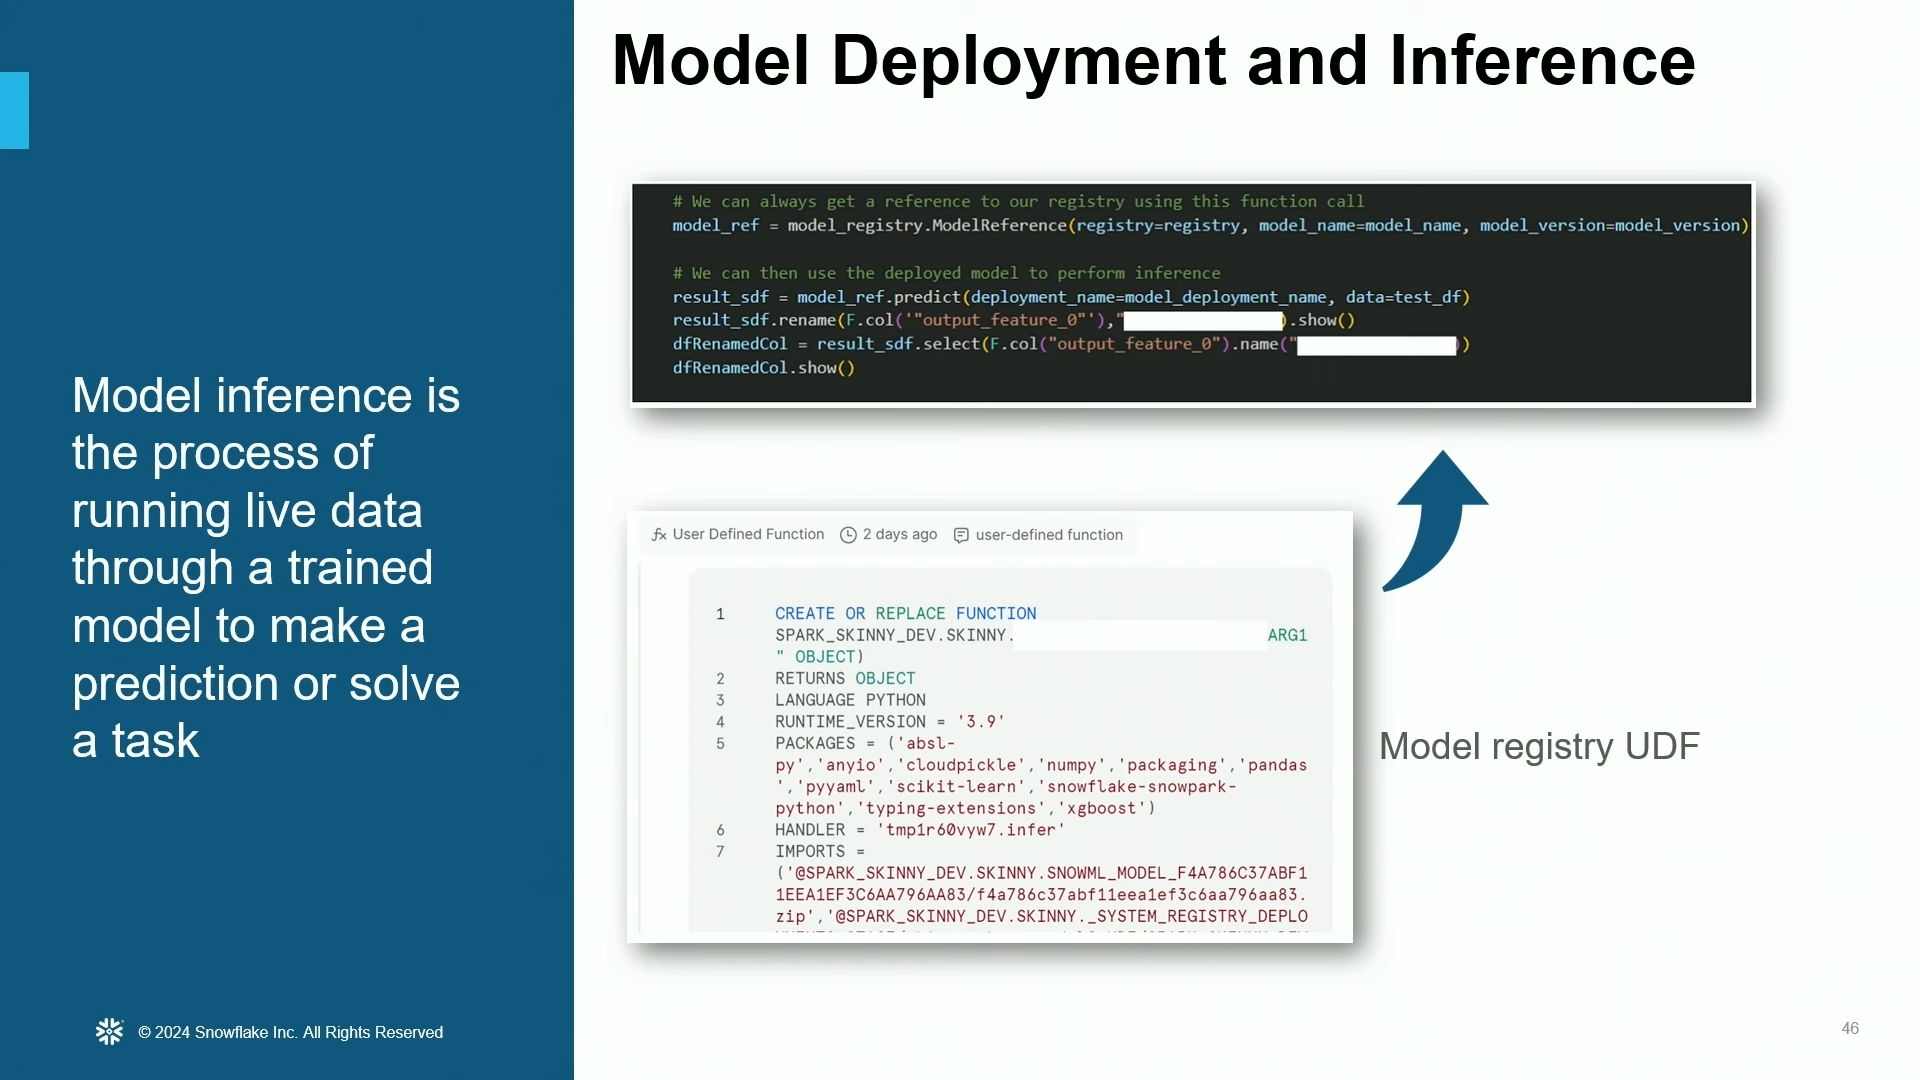 Model Deployment and Inference
Model inference is
the process of
running live data
through a trained
model to make a
prediction or solve
a task
# We can always get a reference to our registry using this function call
model_ref = model_registry.ModelReference(registry=registry, model_name=model_name, model_version=model_version)
# We can then use the deployed model to perform inference
result_sdf = model_ref.predict(deployment_name=model_deployment_name, data=test_df)
result_sdf.rename(F.col('"output_feature_0"')," ).show()
dfRenamedCol = result_sdf.select(F.col("output_feature_0").name(" ))
dfRenamedCol.show()
fx User Defined Function 2 days ago user-defined function
1 CREATE OR REPLACE FUNCTION
SPARK_SKINNY_DEV.SKINNY. ARG1
" OBJECT)
2 RETURNS OBJECT
3 LANGUAGE PYTHON
4 RUNTIME_VERSION = '3.9'
5 PACKAGES = ('absl-
py','anyio','cloudpickle','numpy','packaging','pandas
','pyyaml','scikit-learn','snowflake-snowpark-
python','typing-extensions','xgboost')
6 HANDLER = 'tmp1r60vyw7.infer'
7 IMPORTS =
('@SPARK_SKINNY_DEV.SKINNY.SNOWML_MODEL_F4A786C37ABF1
1EEA1EF3C6AA796AA83/f4a786c37abf11eea1ef3c6aa796aa83.
zip','@SPARK_SKINNY_DEV.SKINNY._SYSTEM_REGISTRY_DEPLO
Model registry UDF
© 2024 Snowflake Inc. All Rights Reserved
46